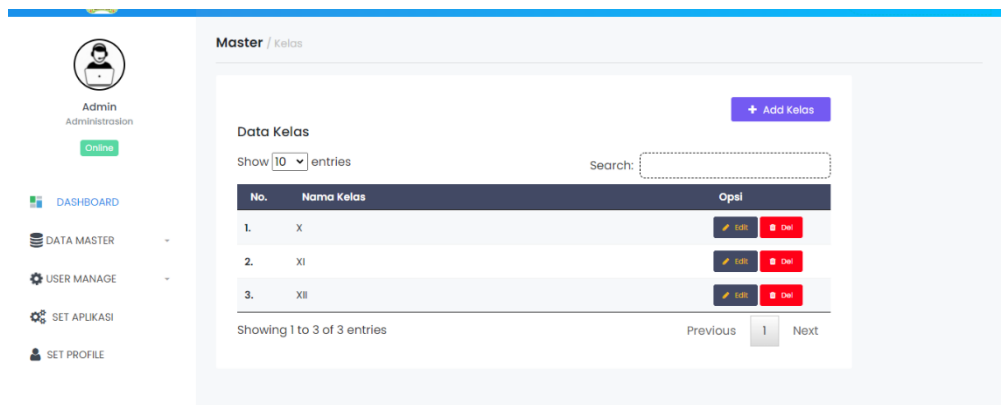 Master / Kelas
Admin
Administrasion
Online
DASHBOARD
DATA MASTER
USER MANAGE
SET APLIKASI
SET PROFILE
+ Add Kelas
Data Kelas
Show 10 entries
Search:
No. Nama Kelas Opsi
1. X Edit Del
2. XI Edit Del
3. XII Edit Del
Showing 1 to 3 of 3 entries
Previous 1 Next